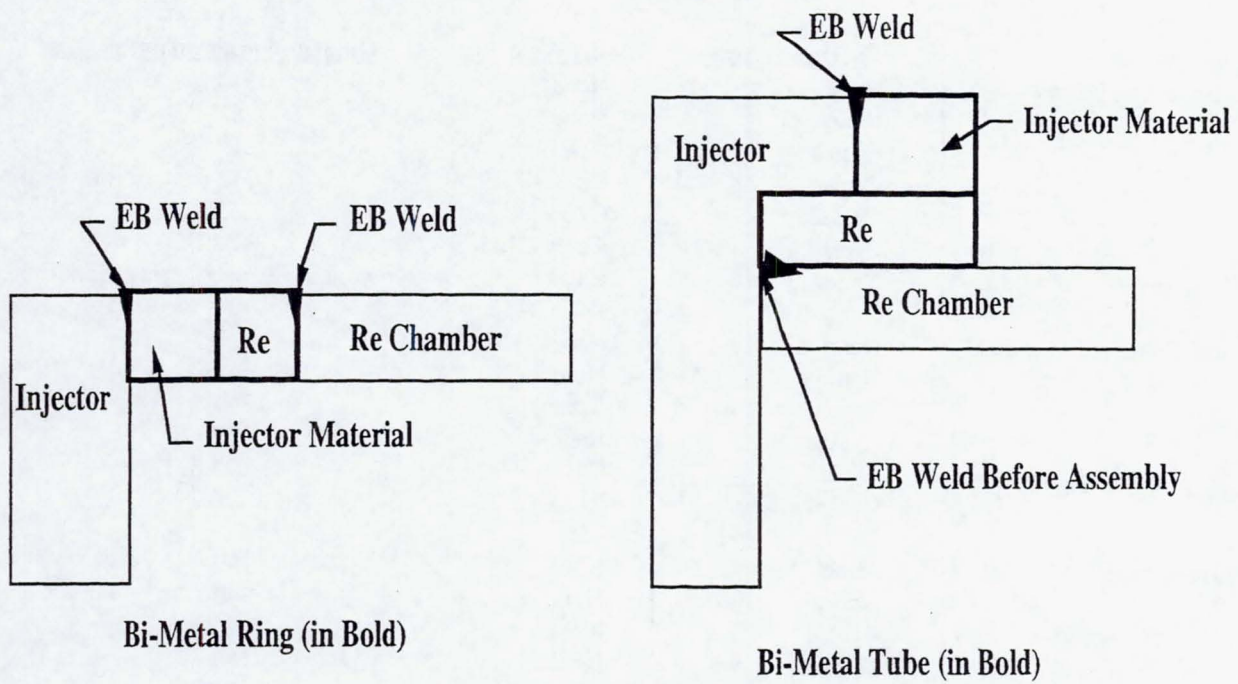 EB Weld
EB Weld
Re
Re Chamber
Injector
Injector Material
Bi-Metal Ring (in Bold)
EB Weld
Injector Material
Injector
Re
Re Chamber
EB Weld Before Assembly
Bi-Metal Tube (in Bold)